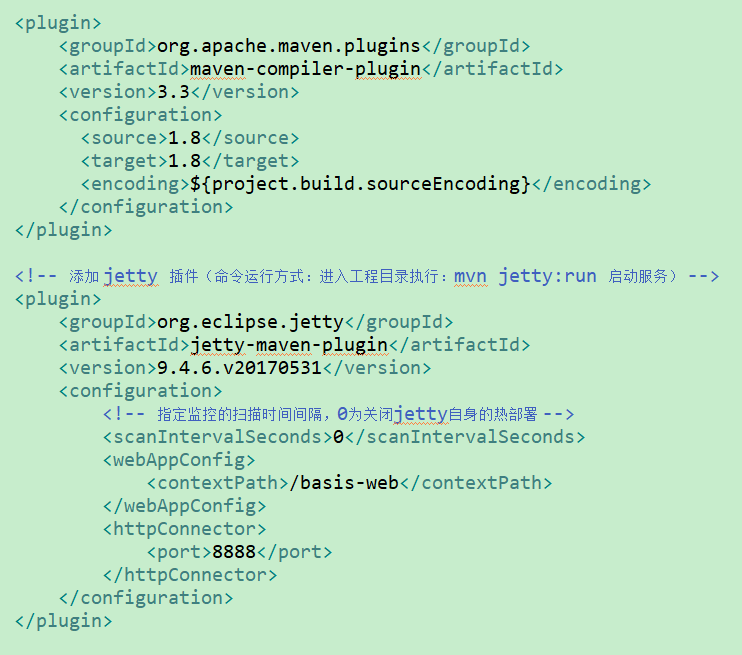 <plugin>
    <groupId>org.apache.maven.plugins</groupId>
    <artifactId>maven-compiler-plugin</artifactId>
    <version>3.3</version>
    <configuration>
      <source>1.8</source>
      <target>1.8</target>
      <encoding>${project.build.sourceEncoding}</encoding>
    </configuration>
</plugin>

<!-- 添加 jetty 插件（命令运行方式：进入工程目录执行：mvn jetty:run 启动服务） -->
<plugin>
    <groupId>org.eclipse.jetty</groupId>
    <artifactId>jetty-maven-plugin</artifactId>
    <version>9.4.6.v20170531</version>
    <configuration>
        <!-- 指定监控的扫描时间间隔，0为关闭jetty自身的热部署 -->
        <scanIntervalSeconds>0</scanIntervalSeconds>
        <webAppConfig>
            <contextPath>/basis-web</contextPath>
        </webAppConfig>
        <httpConnector>
            <port>8888</port>
        </httpConnector>
    </configuration>
</plugin>